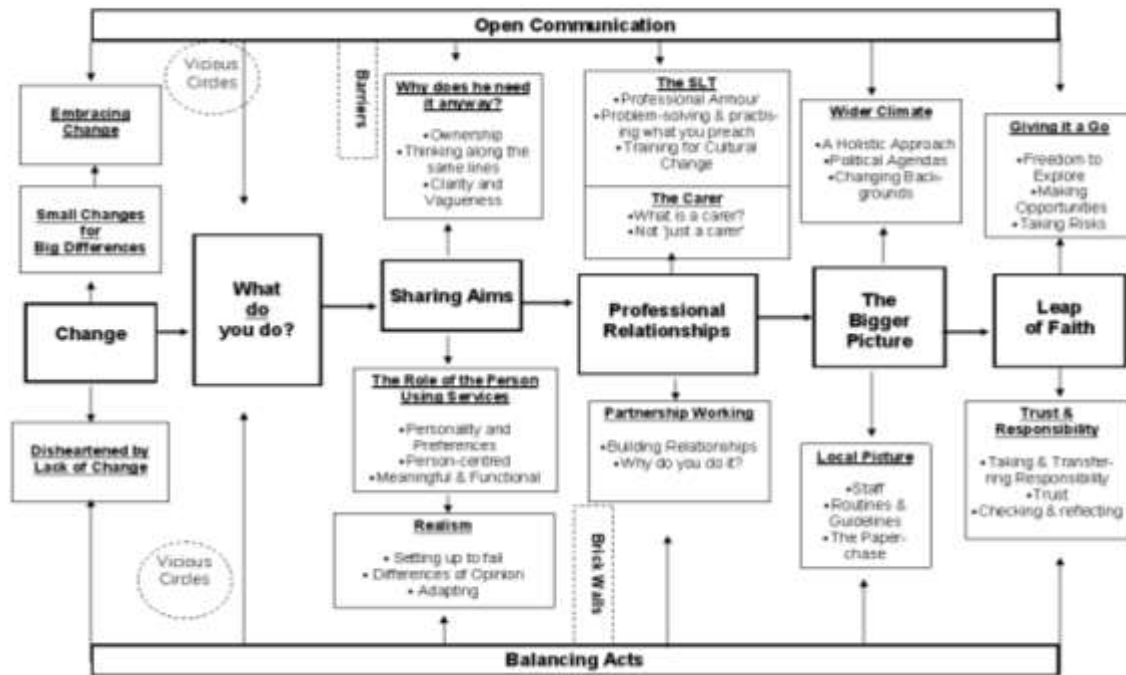 Open Communication
Vicious
Circles
Barriers
Embracing
Change
Small Changes
for
Big Differences
Change
Disheartened by
Lack of Change
What
do
you do?
Vicious
Circles
Why does he need
it anyway?
•Ownership
•Thinking along the
same lines
•Clarity and
Vagueness
Sharing Aims
The Role of the Person
Using Services
•Personality and
Preferences
•Person-centred
•Meaningful & Functional
Realism
• Setting up to fail
• Differences of Opinion
• Adapting
The SLT
•Professional Armour
•Problem-solving & practis-
ing what you preach
•Training for Cultural
Change
The Carer
•What is a carer?
•Not 'just a carer'
Professional
Relationships
Partnership Working
•Building Relationships
•Why do you do it?
Brick Walls
Wider Climate
•A Holistic Approach
•Political Agendas
•Changing Back-
grounds
The
Bigger
Picture
Local Picture
•Staff
•Routines &
Guidelines
•The Paper-
chase
Giving it a Go
•Freedom to
Explore
•Making
Opportunities
•Taking Risks
Leap
of Faith
Trust &
Responsibility
•Taking & Transfer-
ring Responsibility
•Trust
•Checking & reflecting
Balancing Acts